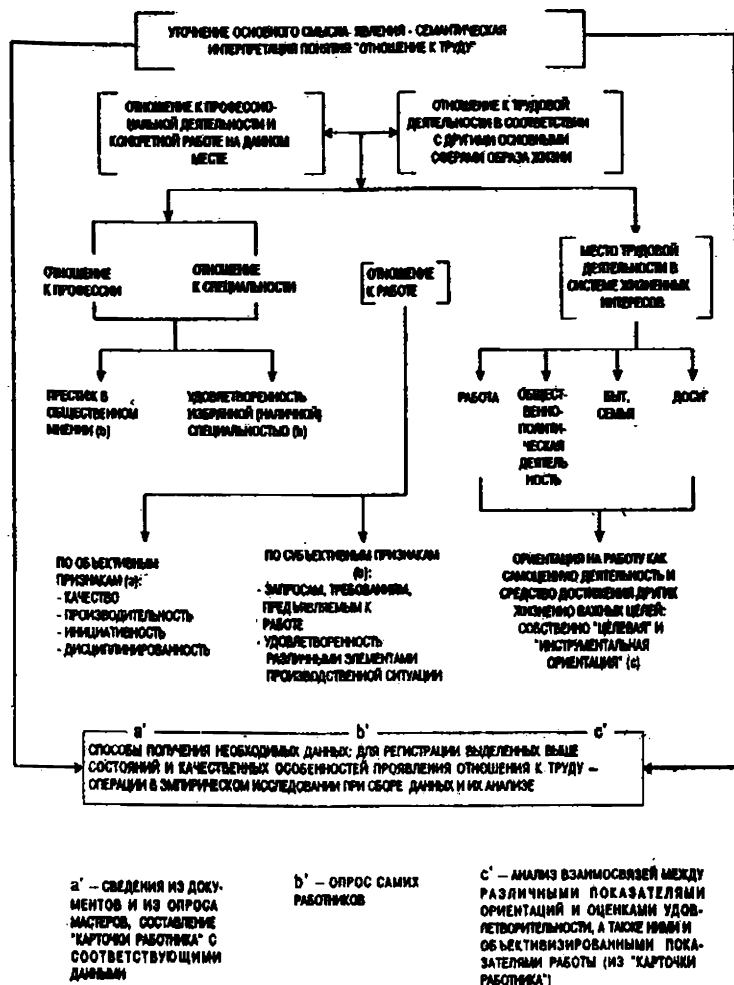 УТОЧНЕНИЕ ОСНОВНОГО СМЫСЛА ЯВЛЕНИЯ - СЕМАНТИЧЕСКАЯ
ИНТЕРПРЕТАЦИЯ ПОНЯТИЯ "ОТНОШЕНИЕ К ТРУДУ"
ОТНОШЕНИЕ К ПРОФЕССИО-
НАЛЬНОЙ ДЕЯТЕЛЬНОСТИ И
КОНКРЕТНОЙ РАБОТЕ НА ДАННОМ
МЕСТЕ
ОТНОШЕНИЕ К ТРУДОВОЙ
ДЕЯТЕЛЬНОСТИ В СООТВЕТСТВИИ
С ДРУГИМИ ОСНОВНЫМИ
СФЕРАМИ ОБРАЗА ЖИЗНИ
ОТНОШЕНИЕ
К ПРОФЕССИИ
ОТНОШЕНИЕ
К СПЕЦИАЛЬНОСТИ
ОТНОШЕНИЕ
К РАБОТЕ
МЕСТО ТРУДОВОЙ
ДЕЯТЕЛЬНОСТИ В
СИСТЕМЕ ЖИЗНЕННЫХ
ИНТЕРЕСОВ
ПРЕСТИЖ В
ОБЩЕСТВЕННОМ
МНЕНИИ (b)
УДОВЛЕТВОРЕННОСТЬ
ИЗБРАННОЙ (НАЛИЧНОЙ)
СПЕЦИАЛЬНОСТЬЮ (b)
РАБОТА
ОБЩЕСТ-
ВЕННО-
ПОЛИТИ-
ЧЕСКАЯ
ДЕЯТЕЛЬ
НОСТЬ
БЫТ,
СЕМЬЯ
ДОСУГ
ПО ОБЪЕКТИВНЫМ
ПРИЗНАКАМ (a):
- КАЧЕСТВО
- ПРОИЗВОДИТЕЛЬНОСТЬ
- ИНИЦИАТИВНОСТЬ
- ДИСЦИПЛИНИРОВАННОСТЬ
ПО СУБЪЕКТИВНЫМ ПРИЗНАКАМ
(b):
- ЗАПРОСАМ, ТРЕБОВАНИЯМ,
ПРЕДЪЯВЛЯЕМЫМ К
РАБОТЕ
- УДОВЛЕТВОРЕННОСТЬ
РАЗЛИЧНЫМИ ЭЛЕМЕНТАМИ
ПРОИЗВОДСТВЕННОЙ СИТУАЦИИ
ОРИЕНТАЦИЯ НА РАБОТУ КАК
САМОЦЕННУЮ ДЕЯТЕЛЬНОСТЬ И
СРЕДСТВО ДОСТИЖЕНИЯ ДРУГИХ
ЖИЗНЕННО ВАЖНЫХ ЦЕЛЕЙ:
СОБСТВЕННО "ЦЕЛЕВАЯ" И
"ИНСТРУМЕНТАЛЬНАЯ
ОРИЕНТАЦИЯ" (c)
a' b' c'
СПОСОБЫ ПОЛУЧЕНИЯ НЕОБХОДИМЫХ ДАННЫХ: ДЛЯ РЕГИСТРАЦИИ ВЫДЕЛЕННЫХ ВЫШЕ
СОСТОЯНИЙ И КАЧЕСТВЕННЫХ ОСОБЕННОСТЕЙ ПРОЯВЛЕНИЯ ОТНОШЕНИЯ К ТРУДУ –
ОПЕРАЦИИ В ЭМПИРИЧЕСКОМ ИССЛЕДОВАНИИ ПРИ СБОРЕ ДАННЫХ И ИХ АНАЛИЗЕ
a' – СВЕДЕНИЯ ИЗ ДОКУ-
МЕНТОВ И ИЗ ОПРОСА
МАСТЕРОВ, СОСТАВЛЕНИЕ
"КАРТОЧКИ РАБОТНИКА" С
СООТВЕТСТВУЮЩИМИ
ДАННЫМИ
b' – ОПРОС САМИХ
РАБОТНИКОВ
c' – АНАЛИЗ ВЗАИМОСВЯЗЕЙ МЕЖДУ
РАЗЛИЧНЫМИ ПОКАЗАТЕЛЯМИ
ОРИЕНТАЦИЙ И ОЦЕНКАМИ УДОВ-
ЛЕТВОРИТЕЛЬНОСТИ, А ТАКЖЕ НИМИ И
ОБЪЕКТИВИЗИРОВАННЫМИ ПОКА-
ЗАТЕЛЯМИ РАБОТЫ (ИЗ "КАРТОЧКИ
РАБОТНИКА")